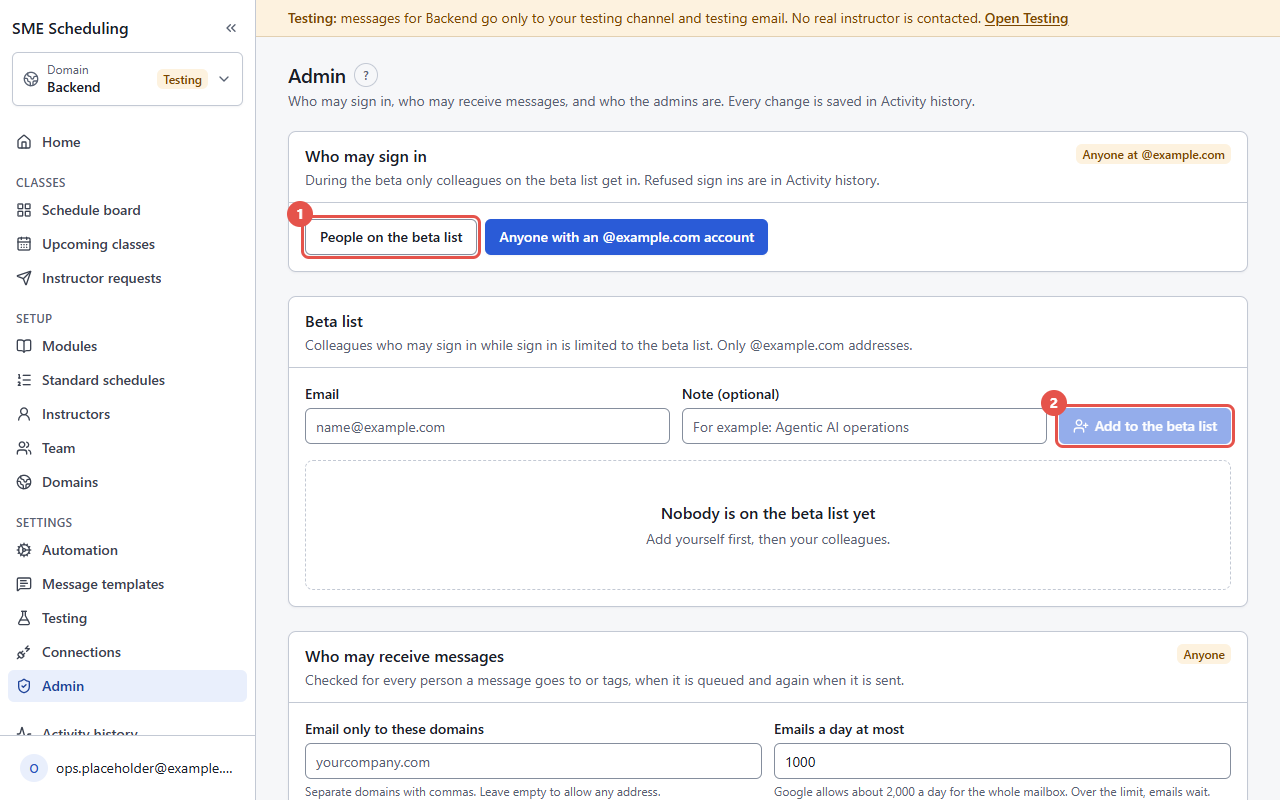 SME Scheduling
Domain
Backend
Testing
Home
CLASSES
Schedule board
Upcoming classes
Instructor requests
SETUP
Modules
Standard schedules
Instructors
Team
Domains
SETTINGS
Automation
Message templates
Testing
Connections
Admin
Activity history
O
ops.placeholder@example....
Testing: messages for Backend go only to your testing channel and testing email. No real instructor is contacted. Open Testing
Admin ?
Who may sign in, who may receive messages, and who the admins are. Every change is saved in Activity history.
Who may sign in
Anyone at @example.com
During the beta only colleagues on the beta list get in. Refused sign ins are in Activity history.
1
People on the beta list
Anyone with an @example.com account
Beta list
Colleagues who may sign in while sign in is limited to the beta list. Only @example.com addresses.
Email
Note (optional)
2
name@example.com
For example: Agentic AI operations
Add to the beta list
Nobody is on the beta list yet
Add yourself first, then your colleagues.
Who may receive messages
Anyone
Checked for every person a message goes to or tags, when it is queued and again when it is sent.
Email only to these domains
Emails a day at most
yourcompany.com
1000
Separate domains with commas. Leave empty to allow any address.
Google allows about 2,000 a day for the whole mailbox. Over the limit, emails wait.